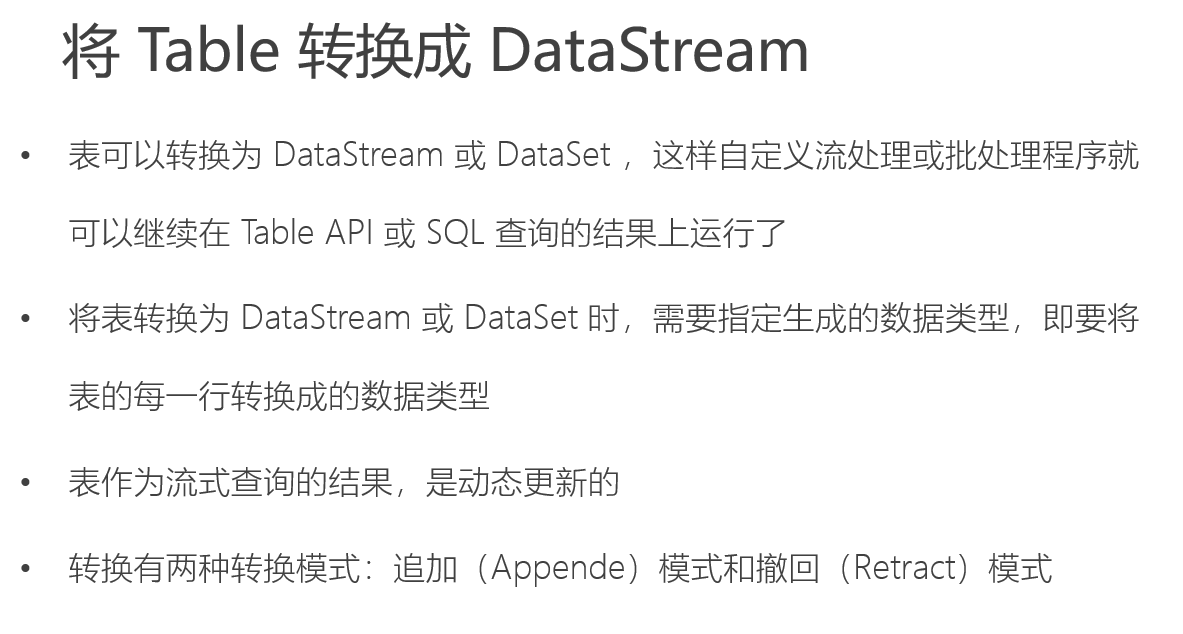 将 Table 转换成 DataStream
• 表可以转换为 DataStream 或 DataSet ，这样自定义流处理或批处理程序就
可以继续在 Table API 或 SQL 查询的结果上运行了
• 将表转换为 DataStream 或 DataSet 时，需要指定生成的数据类型，即要将
表的每一行转换成的数据类型
• 表作为流式查询的结果，是动态更新的
• 转换有两种转换模式：追加（Appende）模式和撤回（Retract）模式